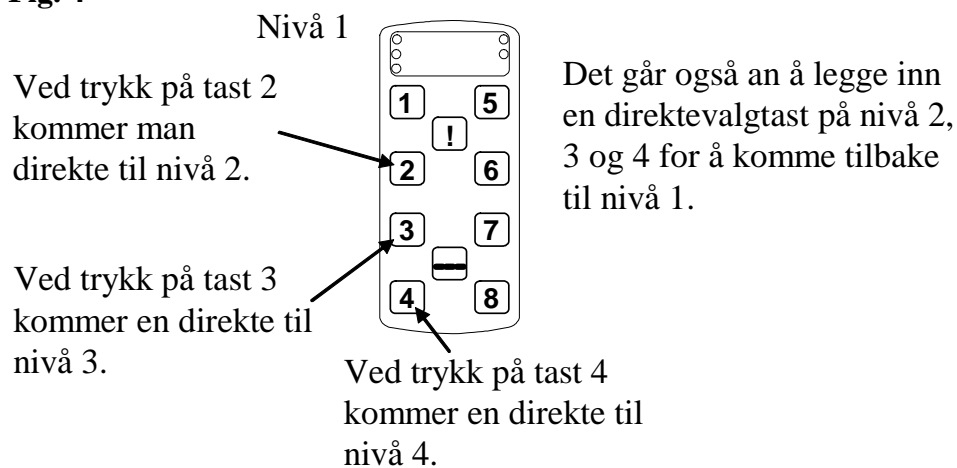 Nivå 1
Ved trykk på tast 2
kommer man
direkte til nivå 2.
Ved trykk på tast 3
kommer en direkte til
nivå 3.
1 5
!
2 6
3 7
4 8
Ved trykk på tast 4
kommer en direkte til
nivå 4.
Det går også an å legge inn
en direktevalgtast på nivå 2,
3 og 4 for å komme tilbake
til nivå 1.